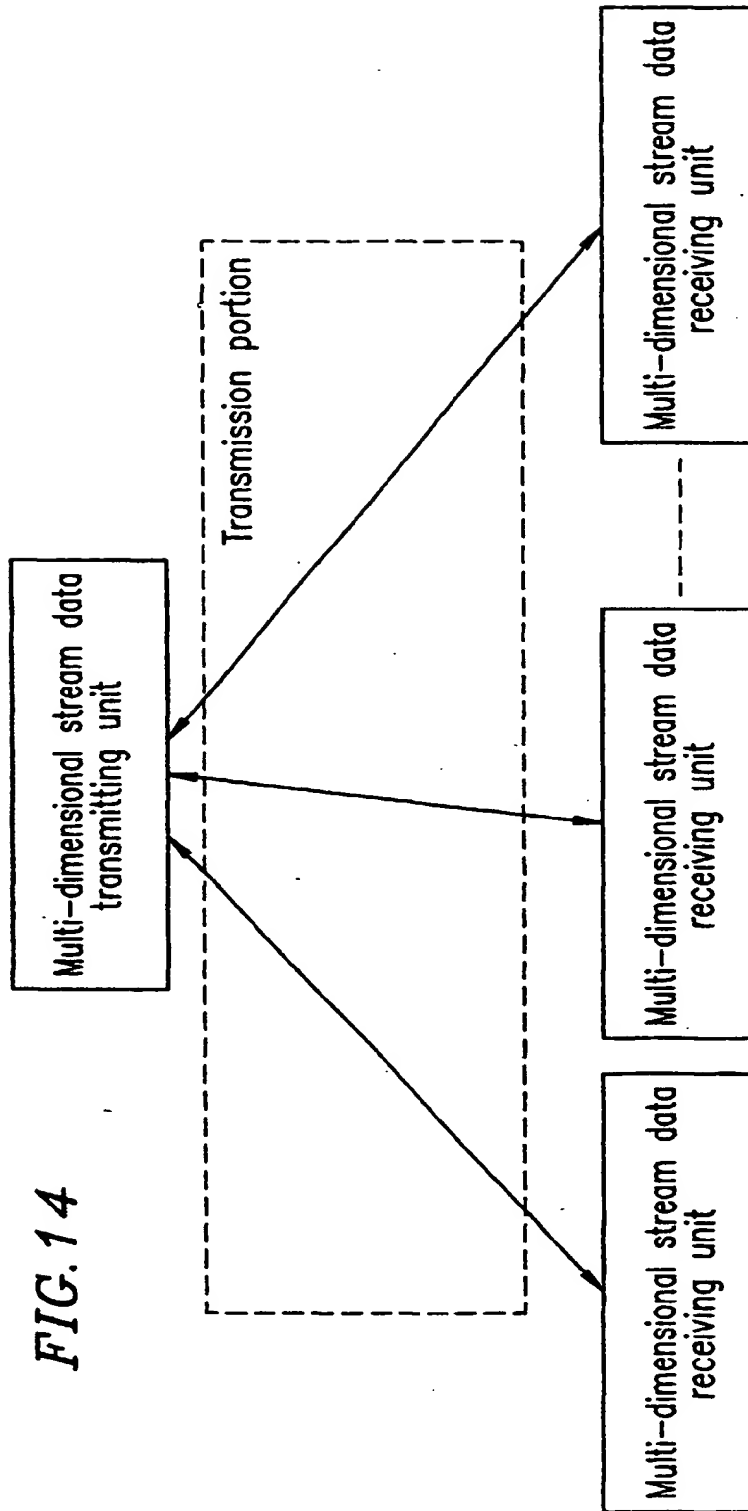 FIG.14
Multi-dimensional stream data
transmitting unit
Transmission portion
Multi-dimensional stream data
receiving unit
Multi-dimensional stream data
receiving unit
Multi-dimensional stream data
receiving unit